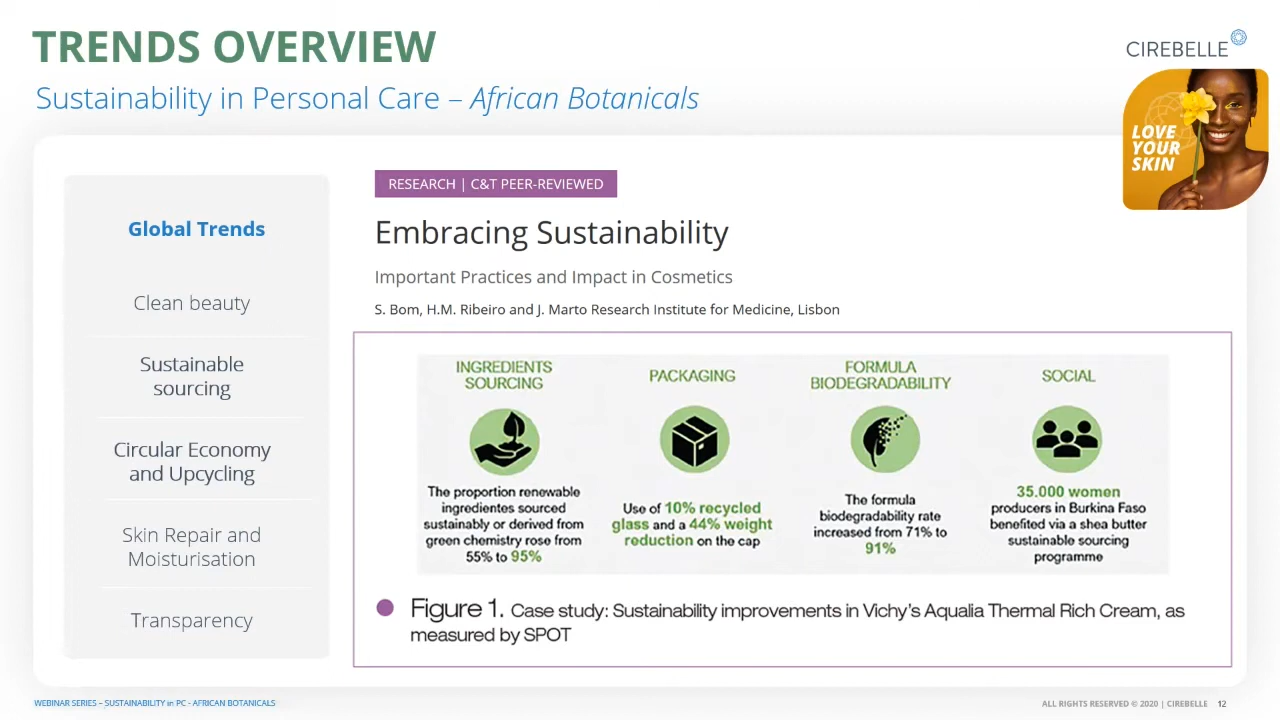 TRENDS OVERVIEW
CIREBELLE
Sustainability in Personal Care – African Botanicals
LOVE
YOUR
SKIN
Global Trends
Clean beauty
Sustainable
sourcing
Circular Economy
and Upcycling
Skin Repair and
Moisturisation
Transparency
RESEARCH | C&T PEER-REVIEWED
Embracing Sustainability
Important Practices and Impact in Cosmetics
S. Bom, H.M. Ribeiro and J. Marto Research Institute for Medicine, Lisbon
INGREDIENTS
SOURCING
The proportion renewable
ingredientes sourced
sustainably or derived from
green chemistry rose from
55% to 95%
PACKAGING
Use of 10% recycled
glass and a 44% weight
reduction on the cap
FORMULA
BIODEGRADABILITY
The formula
biodegradability rate
increased from 71% to
91%
SOCIAL
35.000 women
producers in Burkina Faso
benefited via a shea butter
sustainable sourcing
programme
Figure 1. Case study: Sustainability improvements in Vichy's Aqualia Thermal Rich Cream, as
measured by SPOT
WEBINAR SERIES – SUSTAINABILITY in PC - AFRICAN BOTANICALS
ALL RIGHTS RESERVED © 2020 | CIREBELLE 12